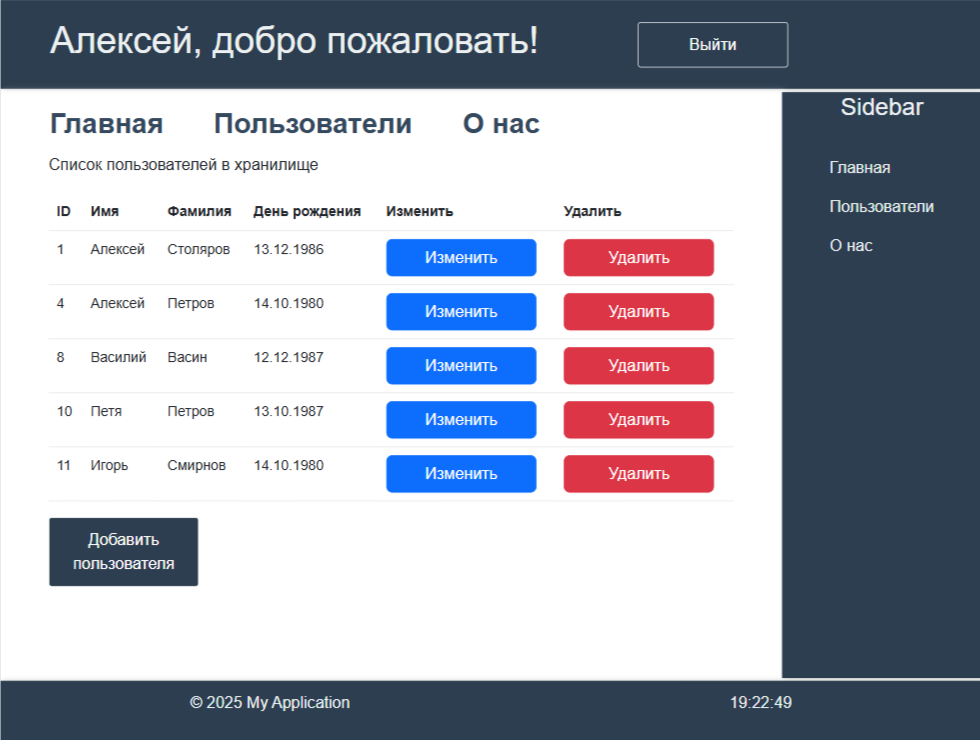 Алексей, добро пожаловать!
Выйти
Главная Пользователи О нас
Список пользователей в хранилище
ID Имя Фамилия День рождения Изменить Удалить
1 Алексей Столяров 13.12.1986 Изменить Удалить
4 Алексей Петров 14.10.1980 Изменить Удалить
8 Василий Васин 12.12.1987 Изменить Удалить
10 Петя Петров 13.10.1987 Изменить Удалить
11 Игорь Смирнов 14.10.1980 Изменить Удалить
Добавить
пользователя
Sidebar
Главная
Пользователи
О нас
© 2025 My Application
19:22:49